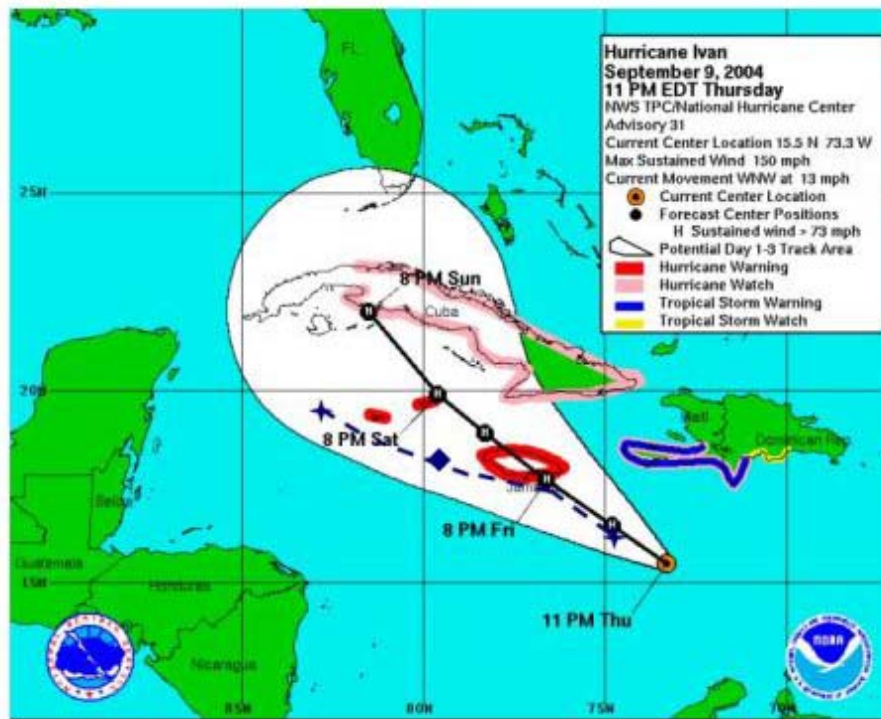 FL
Hurricane Ivan
September 9, 2004
11 PM EDT Thursday
NWS TPC/National Hurricane Center
Advisory 31
Current Center Location 15.5 N 73.3 W
Max Sustained Wind 150 mph
Current Movement WNW at 13 mph
Current Center Location
Forecast Center Positions
H Sustained wind > 73 mph
Potential Day 1-3 Track Area
Hurricane Warning
Hurricane Watch
Tropical Storm Warning
Tropical Storm Watch
25N
8 PM Sun
H
Cuba
20N
H
8 PM Sat
H
Haiti
Dominican Rep.
H
8 PM Fri
H
Belize
Guatemala
15N
Honduras
11 PM Thu
Nicaragua
NOAA
85W
80W
75W
70W